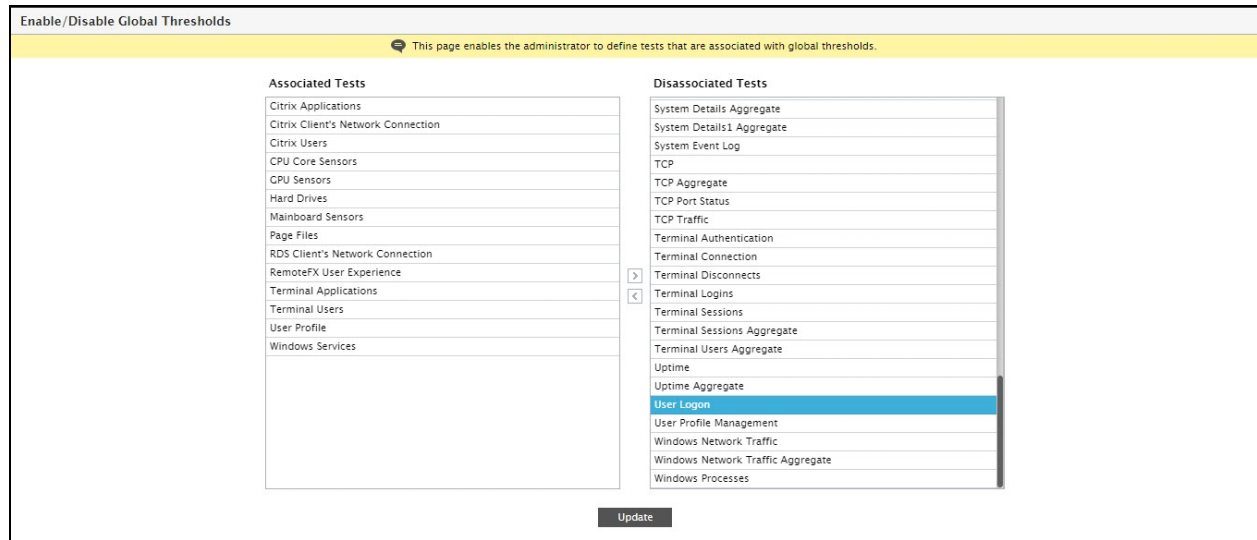 Enable/Disable Global Thresholds
This page enables the administrator to define tests that are associated with global thresholds.
Associated Tests
Citrix Applications
Citrix Client's Network Connection
Citrix Users
CPU Core Sensors
GPU Sensors
Hard Drives
Mainboard Sensors
Page Files
RDS Client's Network Connection
RemoteFX User Experience
Terminal Applications
Terminal Users
User Profile
Windows Services
>
<
Disassociated Tests
System Details Aggregate
System Details1 Aggregate
System Event Log
TCP
TCP Aggregate
TCP Port Status
TCP Traffic
Terminal Authentication
Terminal Connection
Terminal Disconnects
Terminal Logins
Terminal Sessions
Terminal Sessions Aggregate
Terminal Users Aggregate
Uptime
Uptime Aggregate
User Logon
User Profile Management
Windows Network Traffic
Windows Network Traffic Aggregate
Windows Processes
Update